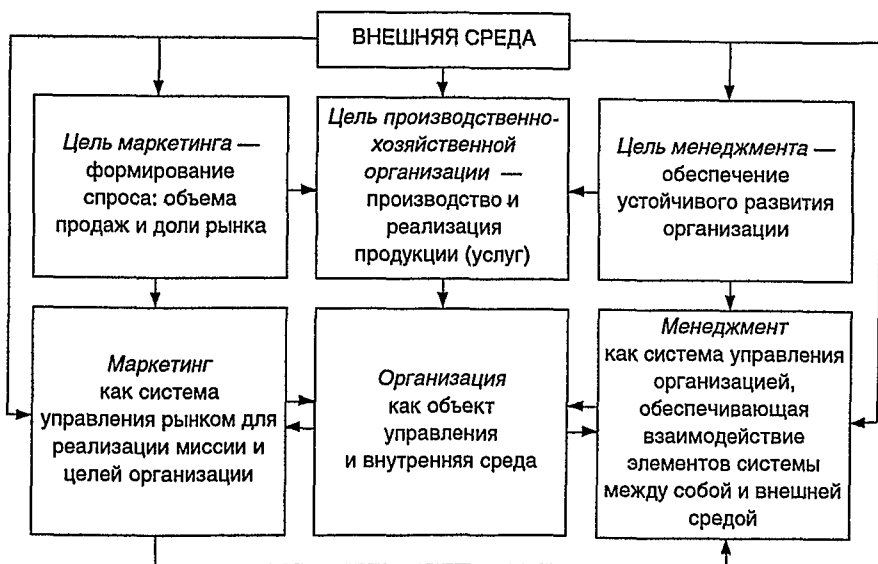 ВНЕШНЯЯ СРЕДА
Цель маркетинга —
формирование
спроса: объема
продаж и доли рынка
Цель производственно-
хозяйственной
организации —
производство и
реализация
продукции (услуг)
Цель менеджмента —
обеспечение
устойчивого развития
организации
Маркетинг
как система
управления рынком для
реализации миссии и
целей организации
Организация
как объект
управления
и внутренняя среда
Менеджмент
как система управления
организацией,
обеспечивающая
взаимодействие
элементов системы
между собой и внешней
средой